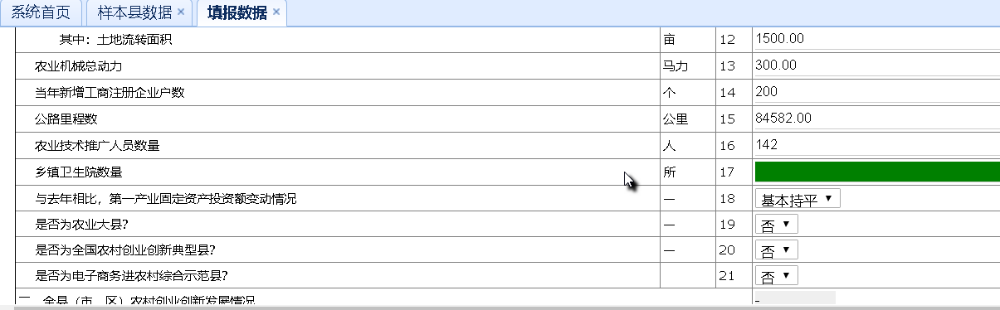 系统首页 样本县数据 × 填报数据 ×
其中：土地流转面积 亩 12 1500.00
农业机械总动力 马力 13 300.00
当年新增工商注册企业户数 个 14 200
公路里程数 公里 15 84582.00
农业技术推广人员数量 人 16 142
乡镇卫生院数量 所 17
与去年相比，第一产业固定资产投资额变动情况 — 18 基本持平
是否为农业大县？ — 19 否
是否为全国农村创业创新典型县？ — 20 否
是否为电子商务进农村综合示范县？ 21 否
二、全县（市、区）农村创业创新发展情况 -